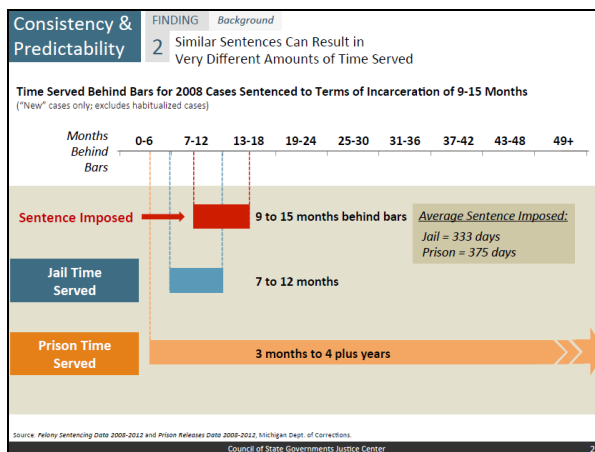 Consistency &
Predictability
FINDING
Background
2
Similar Sentences Can Result in
Very Different Amounts of Time Served
Time Served Behind Bars for 2008 Cases Sentenced to Terms of Incarceration of 9-15 Months
("New" cases only; excludes habitualized cases)
Months
Behind
Bars
0-6 7-12 13-18 19-24 25-30 31-36 37-42 43-48 49+
Sentence Imposed
9 to 15 months behind bars
Average Sentence Imposed:
Jail = 333 days
Prison = 375 days
Jail Time
Served
7 to 12 months
Prison Time
Served
3 months to 4 plus years
Source: Felony Sentencing Data 2008-2012 and Prison Releases Data 2008-2012, Michigan Dept. of Corrections.
Council of State Governments Justice Center